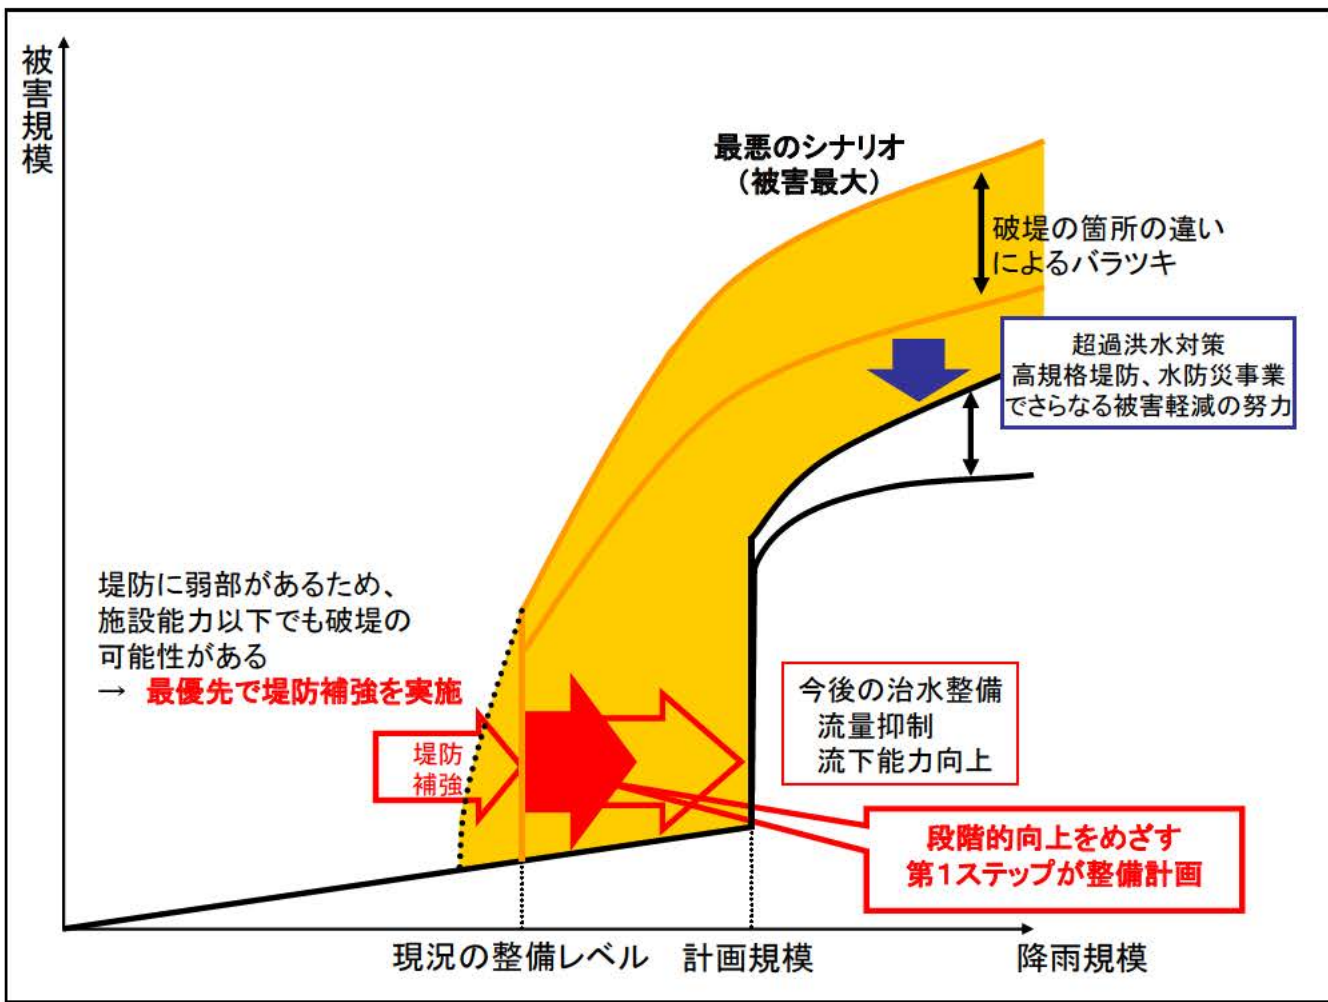 被害規模
最悪のシナリオ
（被害最大）
破堤の箇所の違い
によるバラツキ
超過洪水対策
高規格堤防、水防災事業
でさらなる被害軽減の努力
堤防に弱部があるため、
施設能力以下でも破堤の
可能性がある
→ 最優先で堤防補強を実施
堤防
補強
今後の治水整備
流量抑制
流下能力向上
段階的向上をめざす
第１ステップが整備計画
現況の整備レベル
計画規模
降雨規模